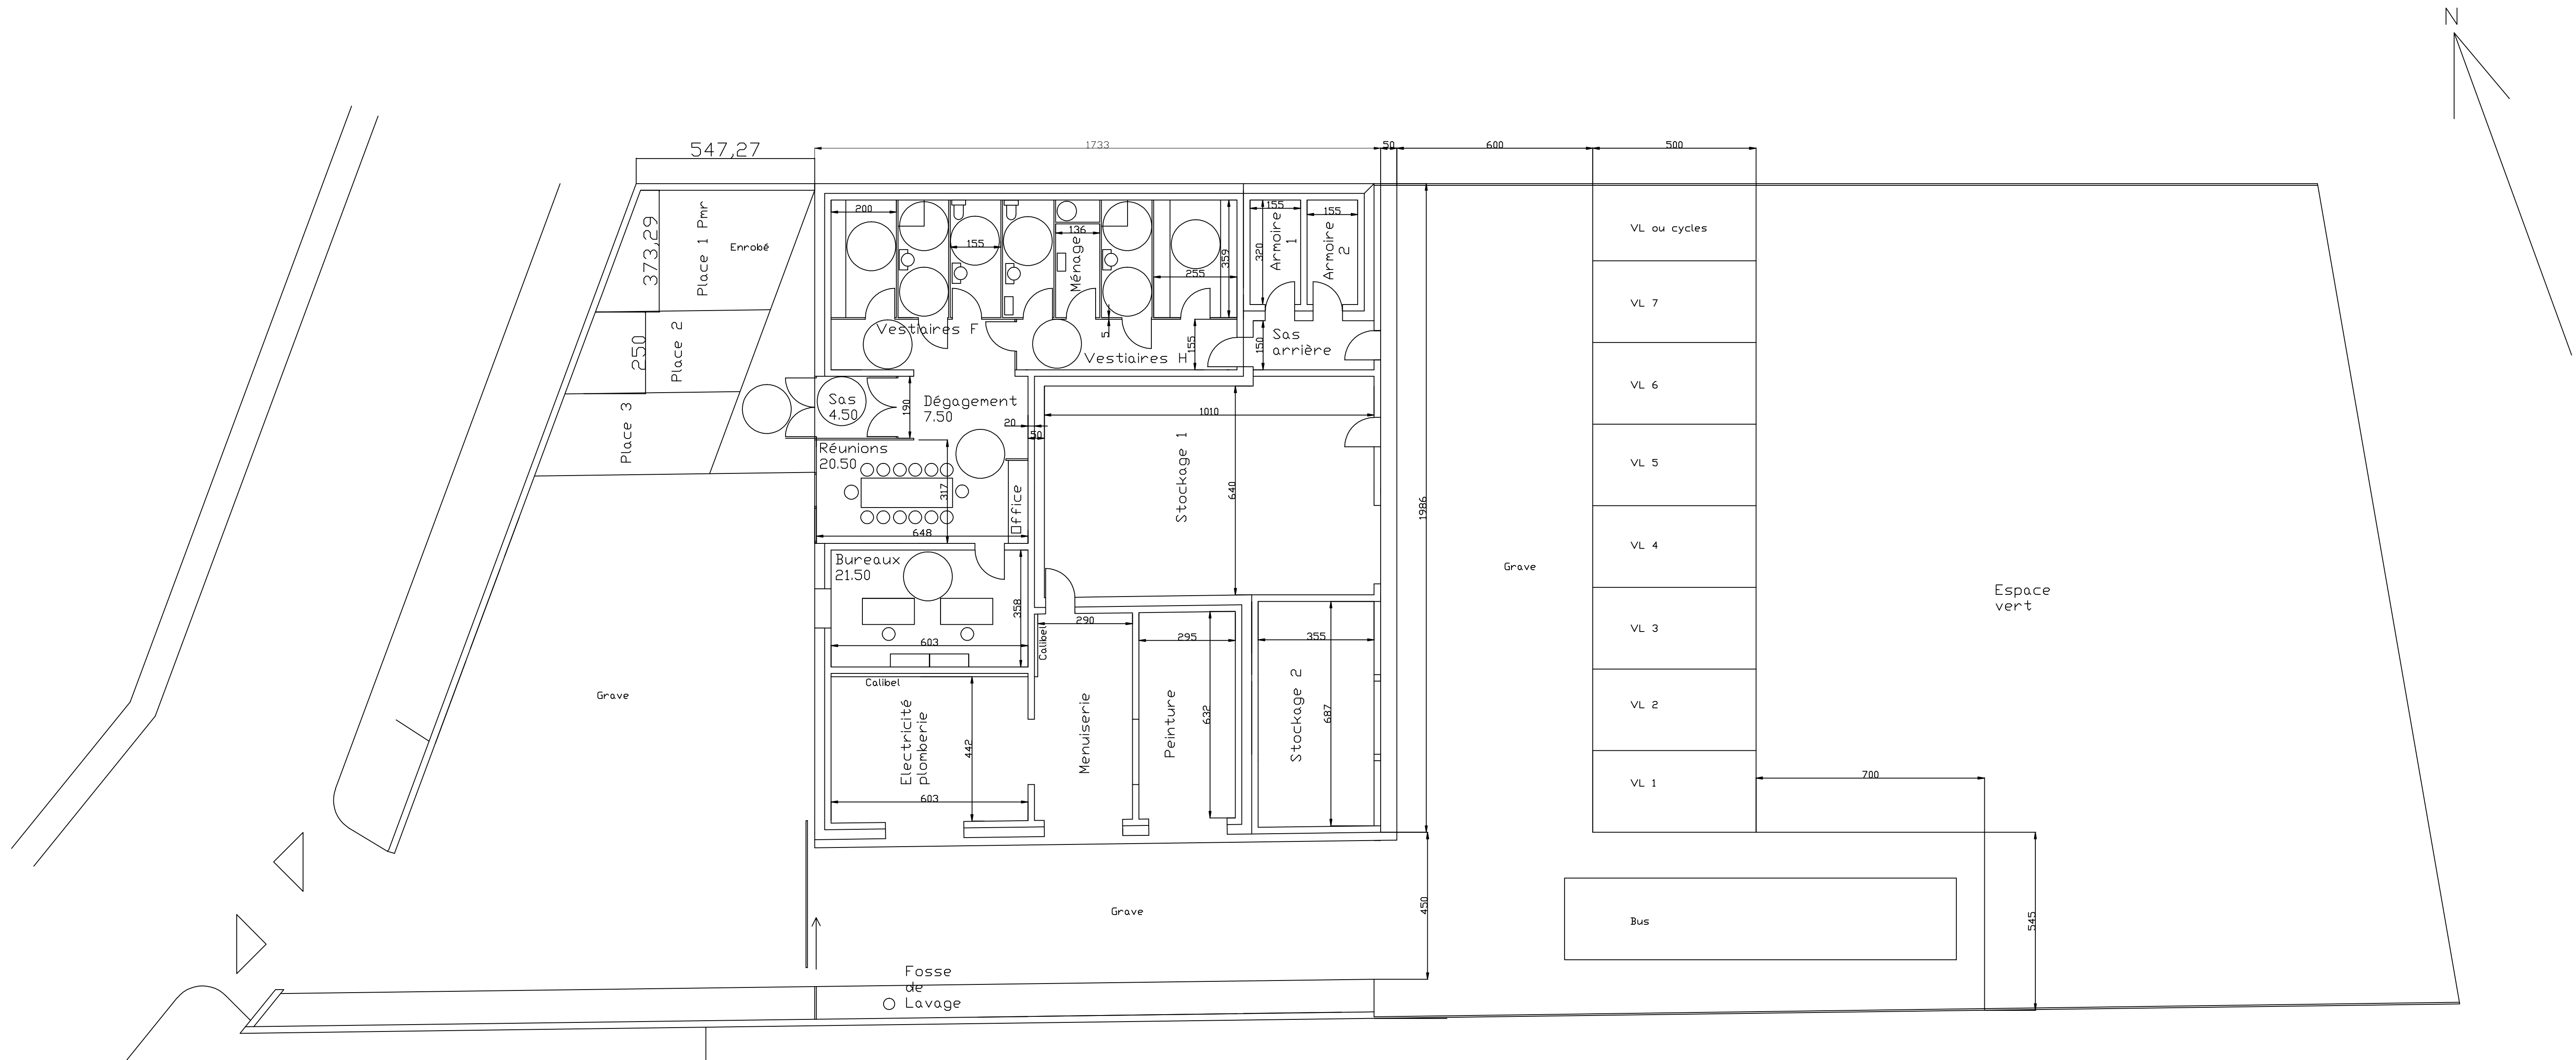 N
547,27
1733
50
600
500
373,29
Place 1 Pmr
Enrobé
200
155
136
Ménage
255
359
155
320
Armoire
1
155
Armoire
2
VL ou cycles
VL 7
250
Place 2
Vestiaires F
5
Vestiaires H
155
150
Sas
arrière
VL 6
Place 3
Sas
4.50
190
Dégagement
7.50
20
50
1010
Stockage 1
640
1986
VL 5
Réunions
20.50
317
Office
648
VL 4
Bureaux
21.50
358
603
Grave
Espace
vert
Calibel
290
295
355
VL 3
Calibel
Grave
Electricité
plomberie
442
603
Menuiserie
Peinture
632
Stockage 2
687
VL 2
VL 1
700
Grave
450
Bus
545
Fosse
de
Lavage